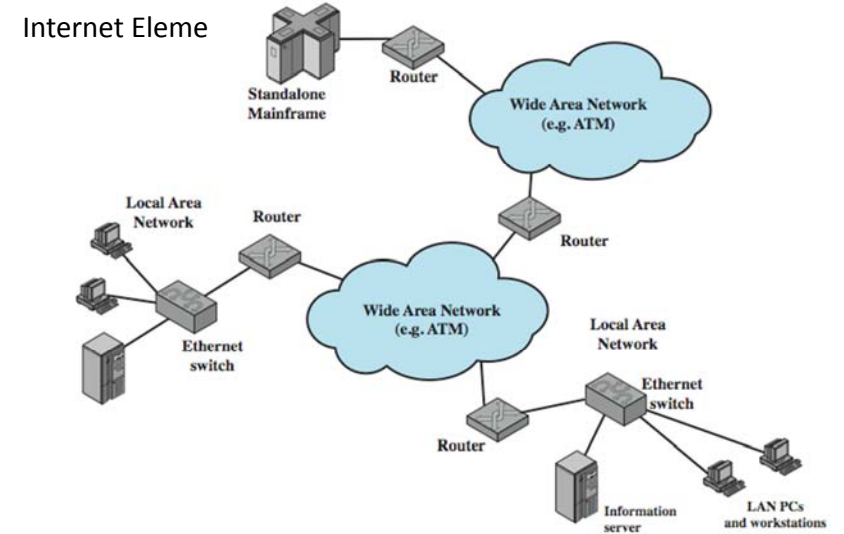 Internet Eleme
Standalone
Mainframe
Router
Wide Area Network
(e.g. ATM)
Local Area
Network
Router
Router
Wide Area Network
(e.g. ATM)
Ethernet
switch
Local Area
Network
Ethernet
switch
Router
Information
server
LAN PCs
and workstations